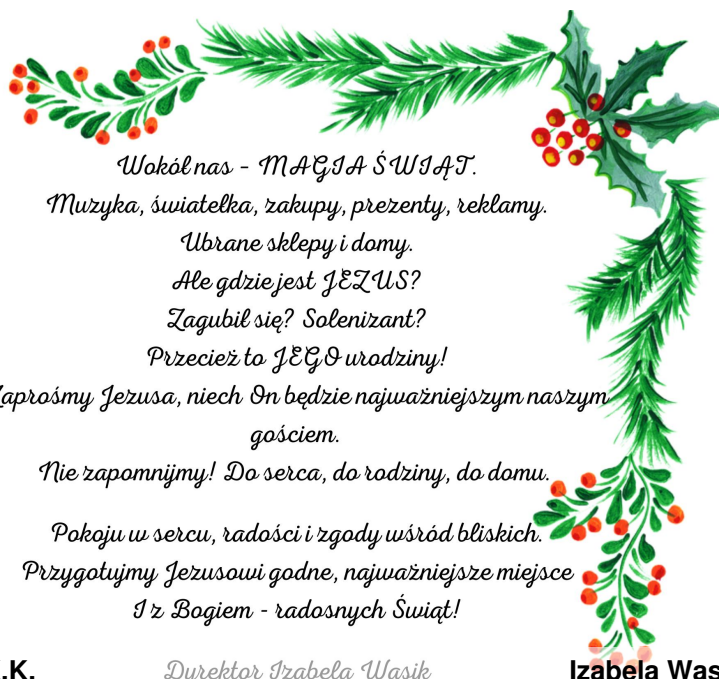 Wokół nas - MAGIA ŚWIĄT.
Muzyka, światełka, zakupy, prezenty, reklamy.
Ubrane sklepy i domy.
Ale gdzie jest JEZUS?
Zagubił się? Solenizant?
Przecież to JEGO urodziny!
Zaprośmy Jezusa, niech On będzie najważniejszym naszym
gościem.
Nie zapomnijmy! Do serca, do rodziny, do domu.
Pokoju w sercu, radości i zgody wśród bliskich.
Przygotujmy Jezusowi godne, najważniejsze miejsce
I z Bogiem - radosnych Świąt!
.K. Dyrektor Izabela Wasik Izabela Was